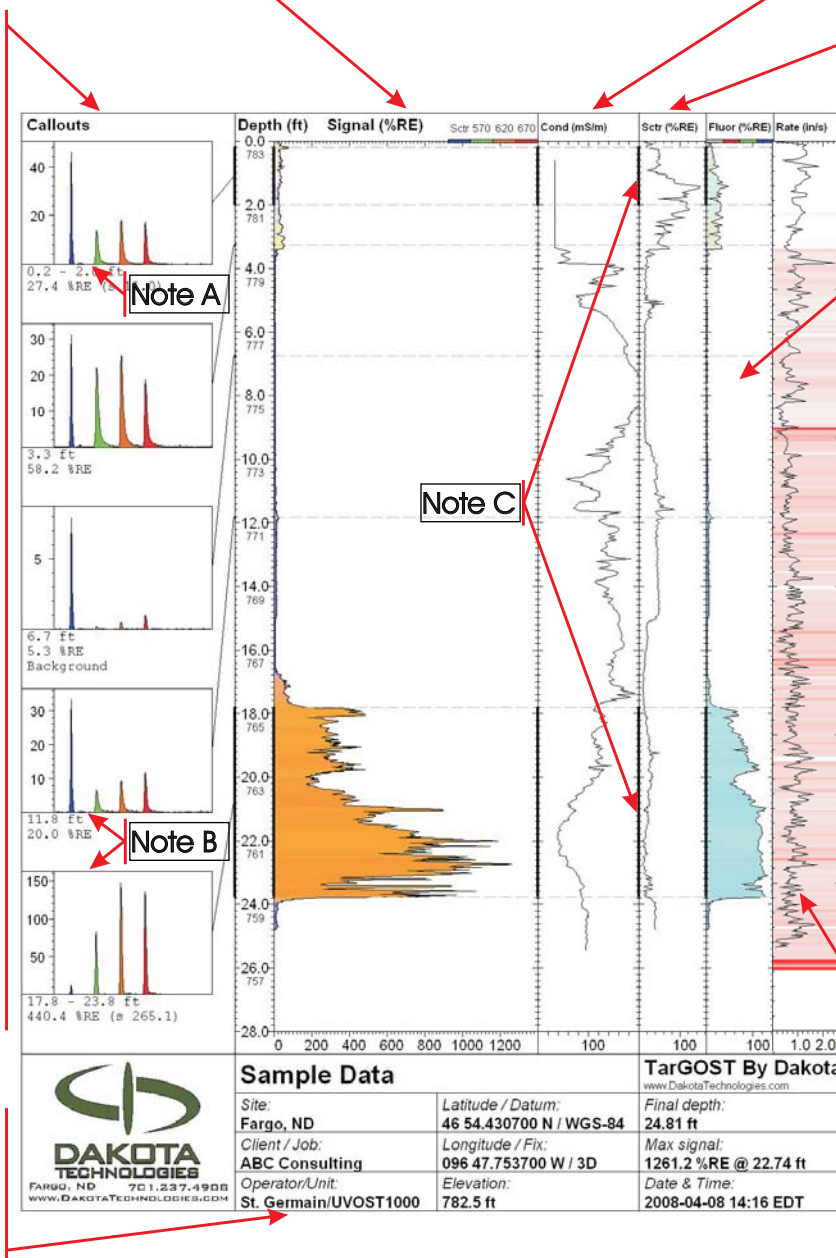 Callouts
Depth (ft) Signal (%RE) Sctr 570 620 670 Cond (mS/m) Sctr (%RE) Fluor (%RE) Rate (in/s)
40
20
0.2 - 2. ft
27.4 %RE (s
Note A
30
20
10
3.3 ft
58.2 %RE
5
6.7 ft
5.3 %RE
Background
30
20
10
11.8 ft
20.0 %RE
Note B
150
100
50
17.8 - 23.8 ft
440.4 %RE (s 265.1)
0.0
783
2.0
781
4.0
779
6.0
777
8.0
775
10.0
773
12.0
771
14.0
769
16.0
767
18.0
765
20.0
763
22.0
761
24.0
759
26.0
757
28.0
Note C
0 200 400 600 800 1000 1200 100 100 100 1.0 2.0
DAKOTA
TECHNOLOGIES
FARGO, ND 701.237.4908
WWW.DAKOTATECHNOLOGIES.COM
Sample Data
TarGOST By Dakota
www.DakotaTechnologies.com
Site:
Fargo, ND
Latitude / Datum:
46 54.430700 N / WGS-84
Final depth:
24.81 ft
Client / Job:
ABC Consulting
Longitude / Fix:
096 47.753700 W / 3D
Max signal:
1261.2 %RE @ 22.74 ft
Operator/Unit:
St. Germain/UVOST1000
Elevation:
782.5 ft
Date & Time:
2008-04-08 14:16 EDT